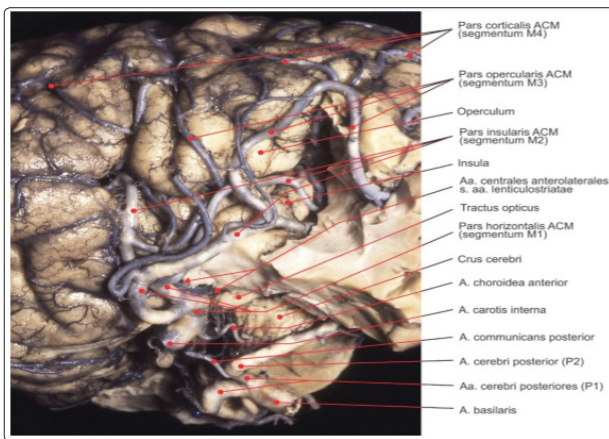 Pars corticalis ACM
(segmentum M4)
Pars opercularis ACM
(segmentum M3)
Operculum
Pars insularis ACM
(segmentum M2)
Insula
Aa. centrales anterolaterales
s. aa. lenticulostriatae
Tractus opticus
Pars horizontalis ACM
(segmentum M1)
Crus cerebri
A. choroidea anterior
A. carotis interna
A. communicans posterior
A. cerebri posterior (P2)
Aa. cerebri posteriores (P1)
A. basilaris